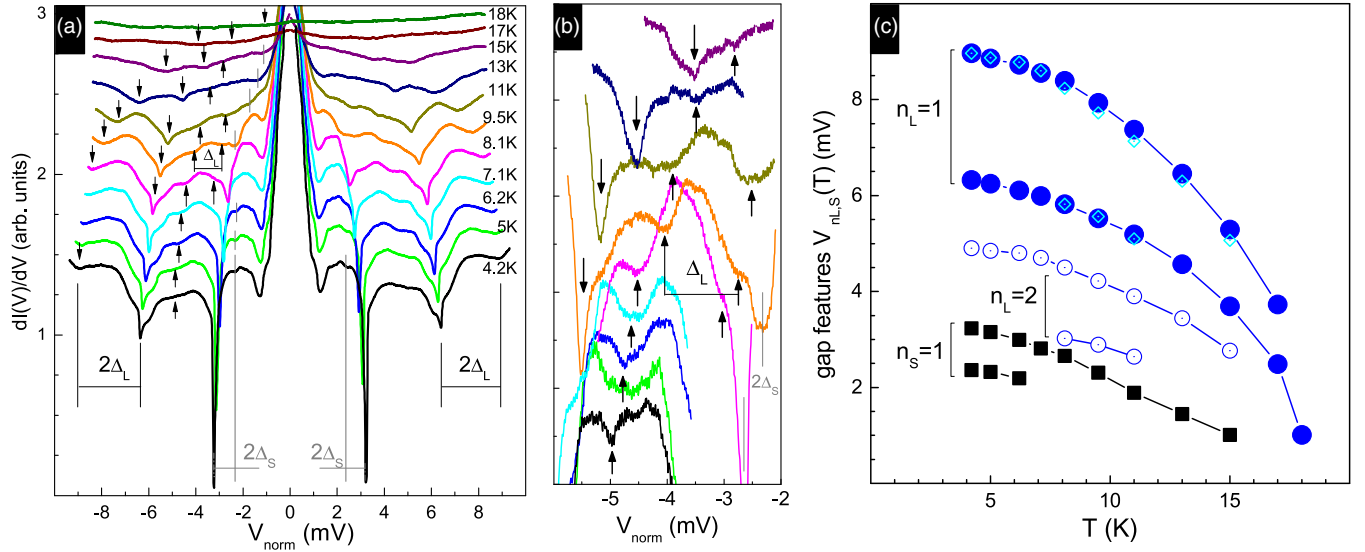 (a)
3
2
1
dI(V)/dV (arb. units)
18K
17K
15K
13K
11K
9.5K
8.1K
7.1K
6.2K
5K
4.2K
Δ_L
2Δ_L
2Δ_L
2Δ_S
2Δ_S
-8 -6 -4 -2 0 2 4 6 8
V_norm (mV)
(b)
Δ_L
2Δ_S
-5 -4 -3 -2
V_norm (mV)
(c)
8
6
4
2
gap features V_nL,S(T) (mV)
n_L=1
n_L=2
n_S=1
5 10 15
T (K)